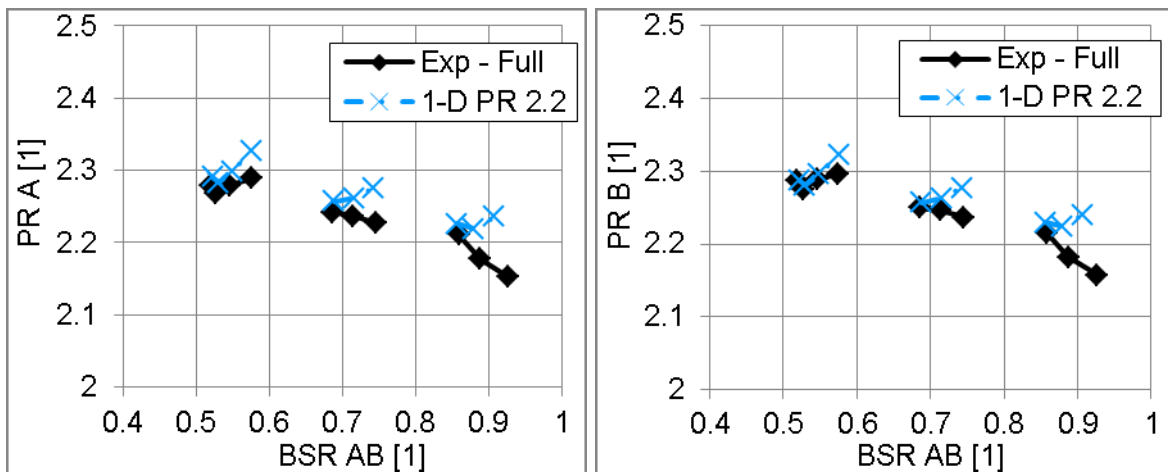 2.5
2.4
2.3
2.2
2.1
2
PR A [1]
Exp - Full
1-D PR 2.2
0.4 0.5 0.6 0.7 0.8 0.9 1
BSR AB [1]
2.5
2.4
2.3
2.2
2.1
2
PR B [1]
Exp - Full
1-D PR 2.2
0.4 0.5 0.6 0.7 0.8 0.9 1
BSR AB [1]